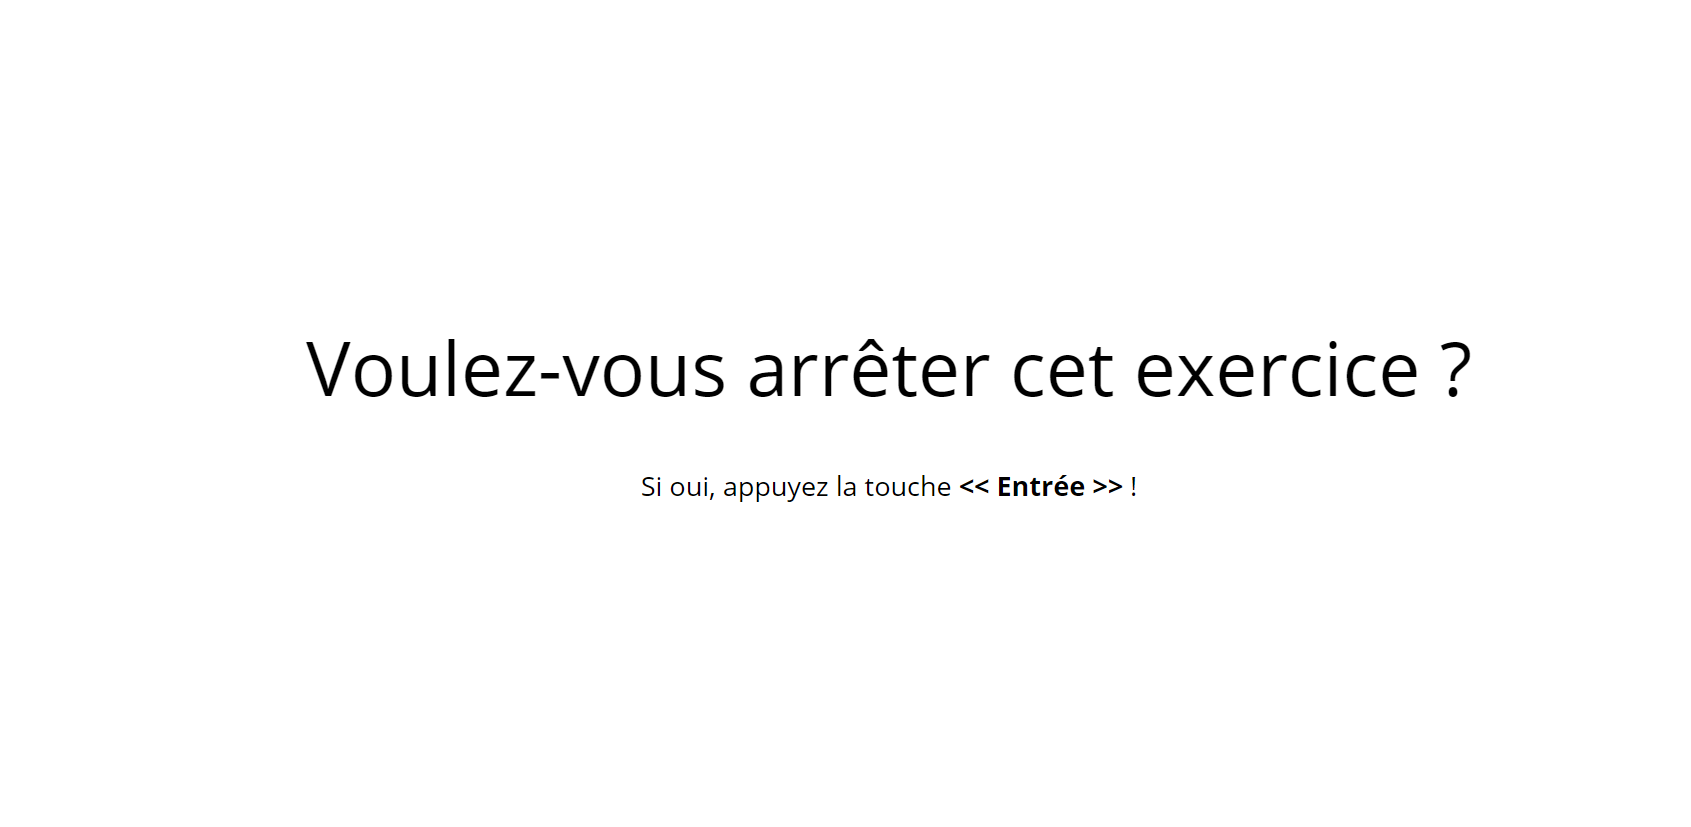 Voulez-vous arrêter cet exercice ?
Si oui, appuyez la touche << Entrée >> !